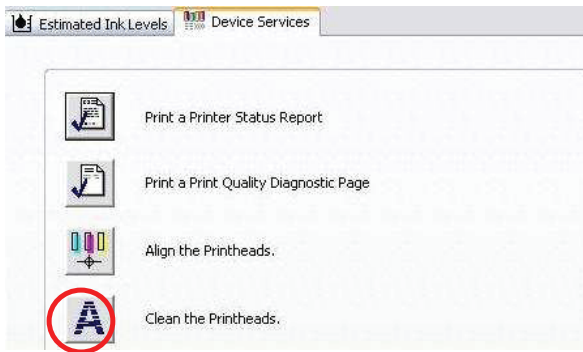 Estimated Ink Levels
Device Services
Print a Printer Status Report
Print a Print Quality Diagnostic Page
Align the Printheads.
Clean the Printheads.